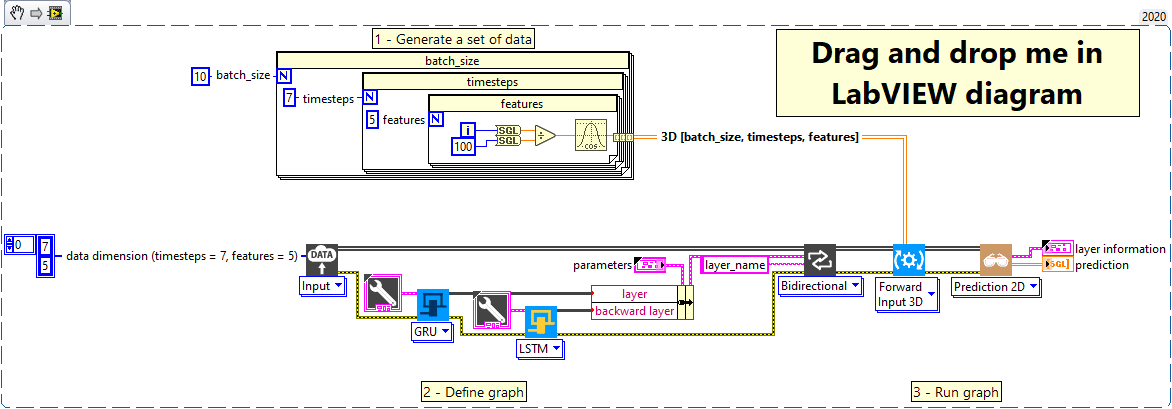 2020
1 - Generate a set of data
Drag and drop me in
LabVIEW diagram
batch_size
10 batch_size N
timesteps
7 timesteps N
features
5 features N
i
SGL
100
SGL
÷
COS
3D [batch_size, timesteps, features]
0 7
5
data dimension (timesteps = 7, features = 5)
DATA
Input
GRU
LSTM
parameters
layer
backward layer
layer_name
Bidirectional
Forward
Input 3D
Prediction 2D
layer information
SGL prediction
2 - Define graph
3 - Run graph